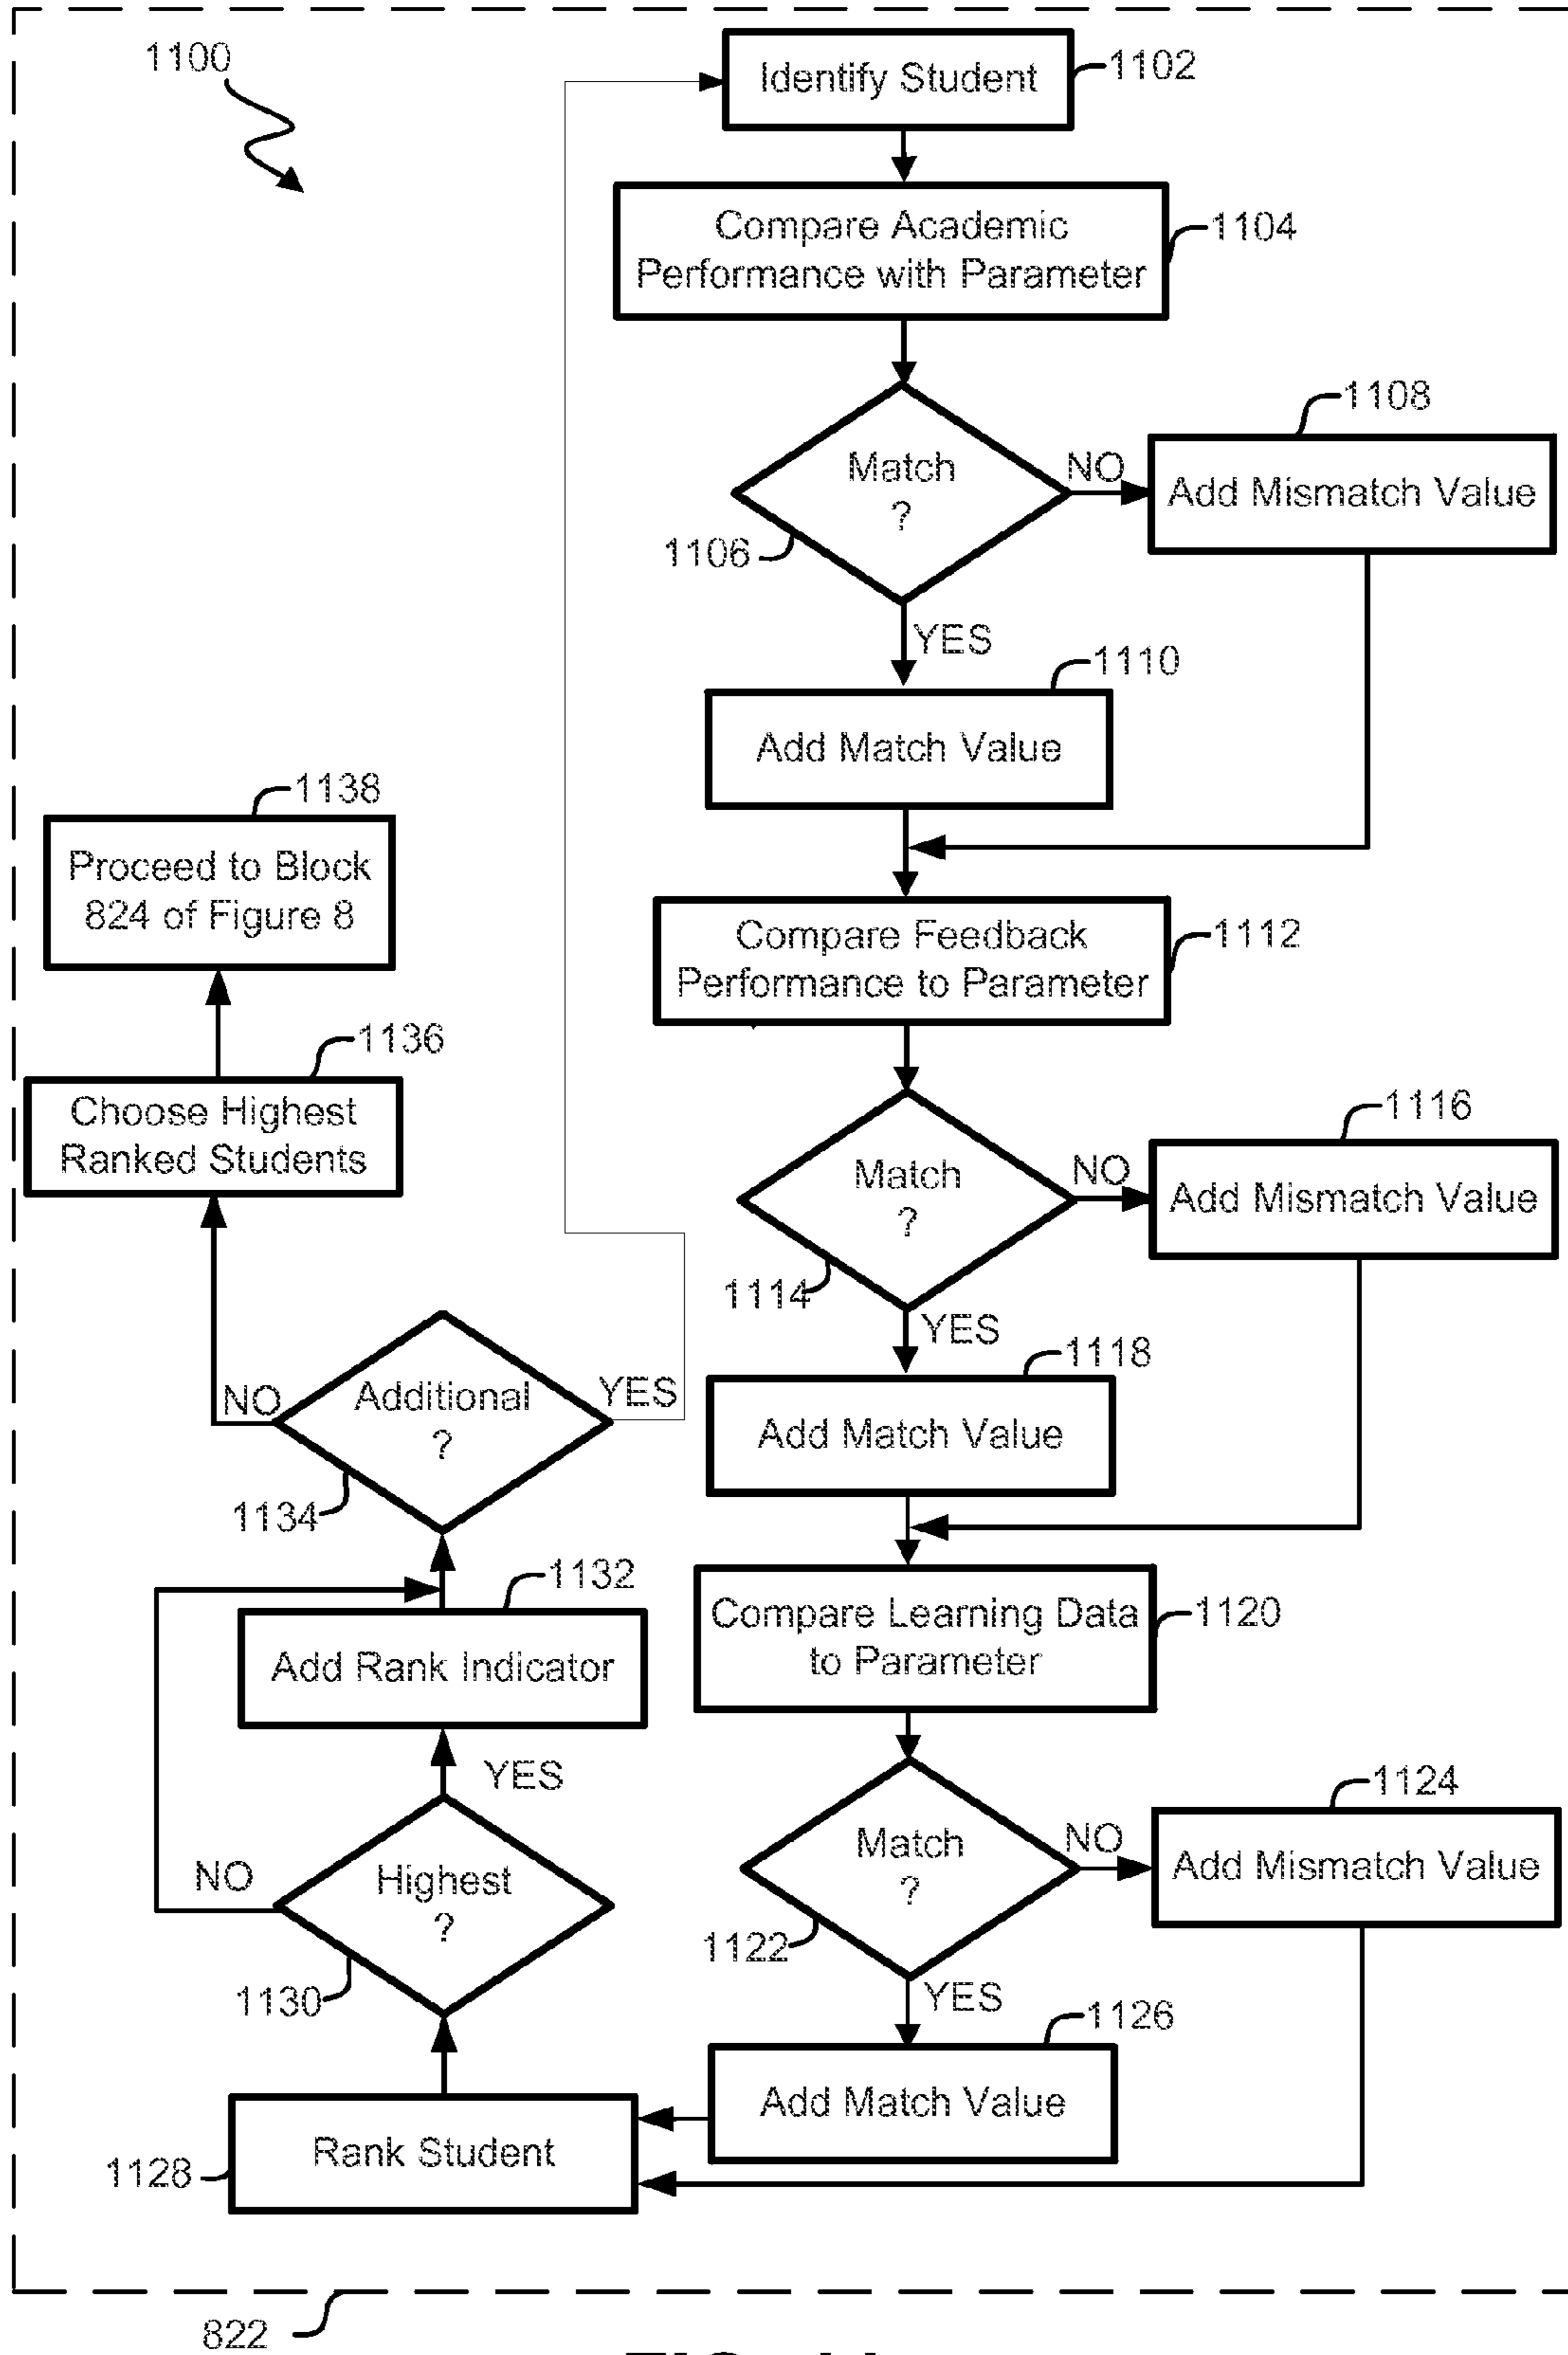 1100
Identify Student
1102
Compare Academic
Performance with Parameter
1104
Match
?
1106
NO
1108
Add Mismatch Value
YES
1110
Add Match Value
Compare Feedback
Performance to Parameter
1112
Match
?
1114
NO
1116
Add Mismatch Value
YES
1118
Add Match Value
Compare Learning Data
to Parameter
1120
Match
?
1122
NO
1124
Add Mismatch Value
YES
1126
Add Match Value
Rank Student
1128
Highest
?
1130
NO
YES
Add Rank Indicator
1132
Additional
?
1134
YES
NO
Choose Highest
Ranked Students
1136
Proceed to Block
824 of Figure 8
1138
822